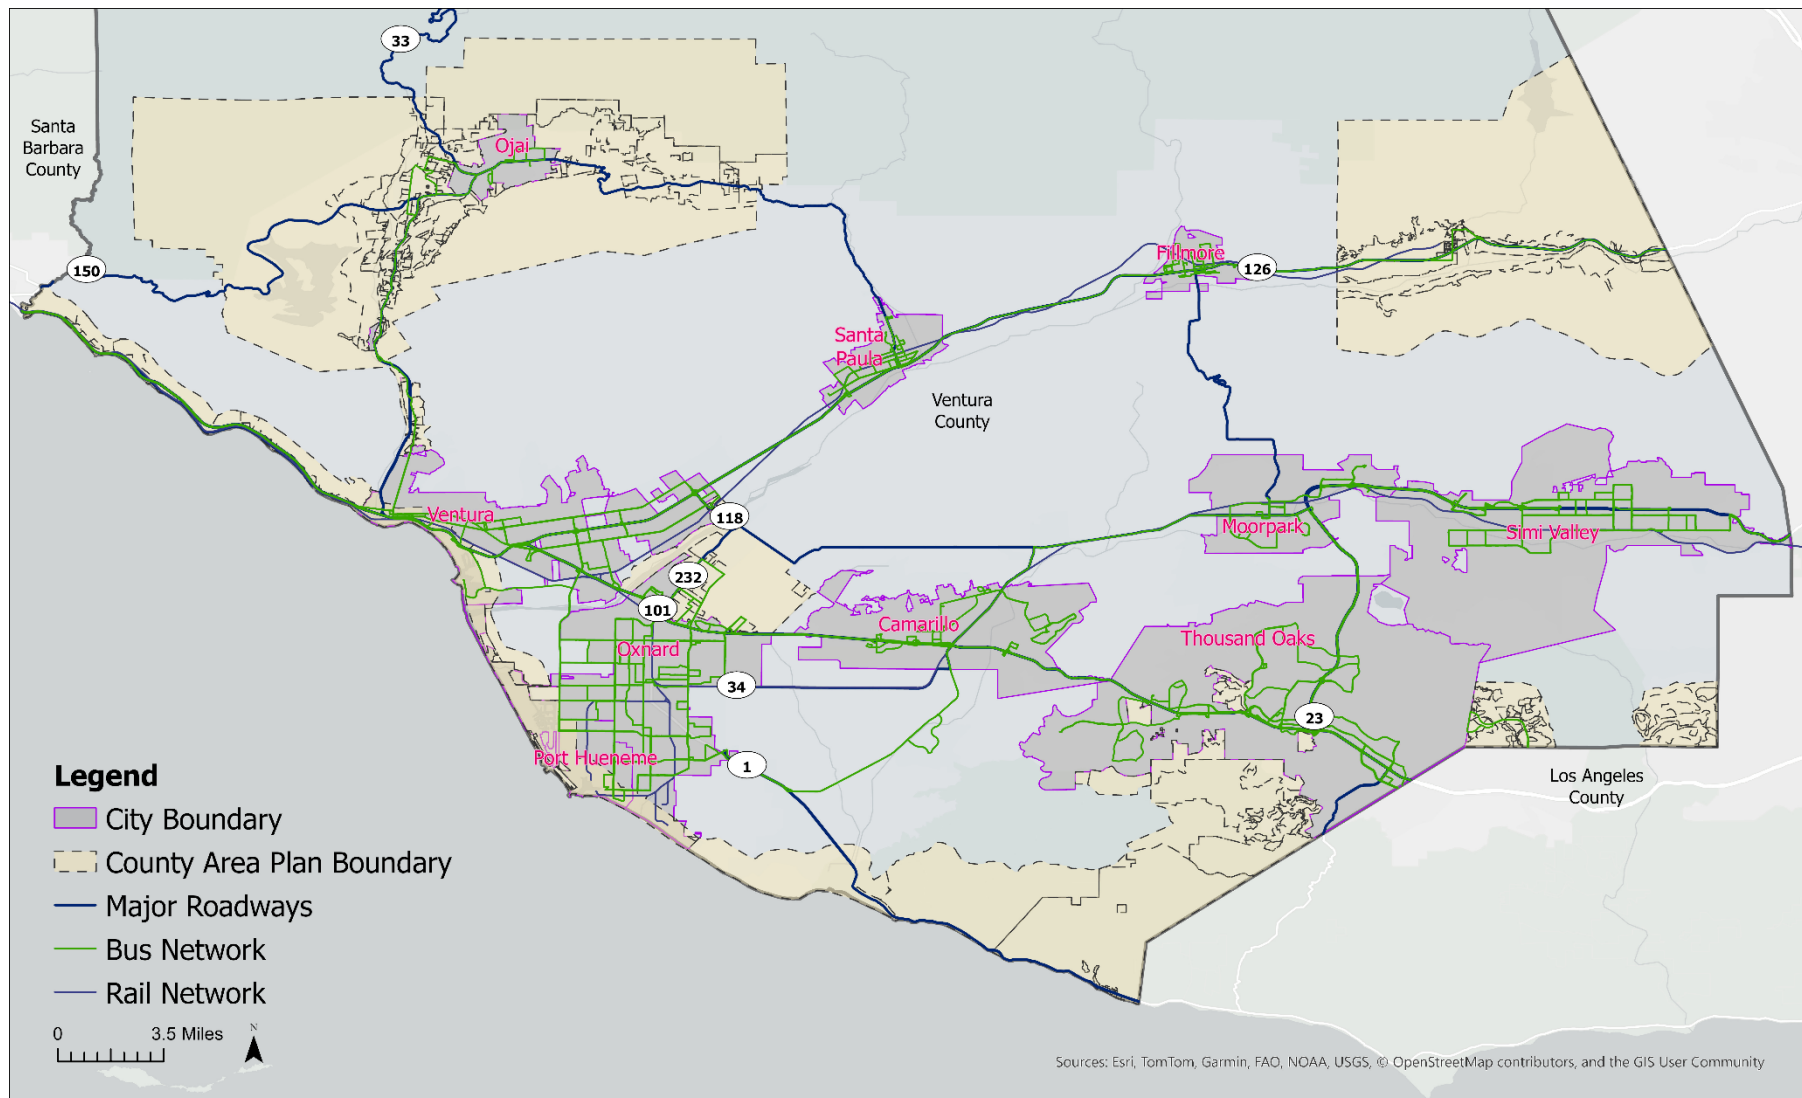 33
Santa
Barbara
County
Ojai
150
Fillmore
126
Santa
Paula
Ventura
County
Ventura
118
Moorpark
Simi Valley
232
101
Camarillo
Thousand Oaks
Oxnard
34
23
Port Hueneme
1
Los Angeles
County
Legend
City Boundary
County Area Plan Boundary
Major Roadways
Bus Network
Rail Network
0 3.5 Miles
N
Sources: Esri, TomTom, Garmin, FAO, NOAA, USGS, © OpenStreetMap contributors, and the GIS User Community